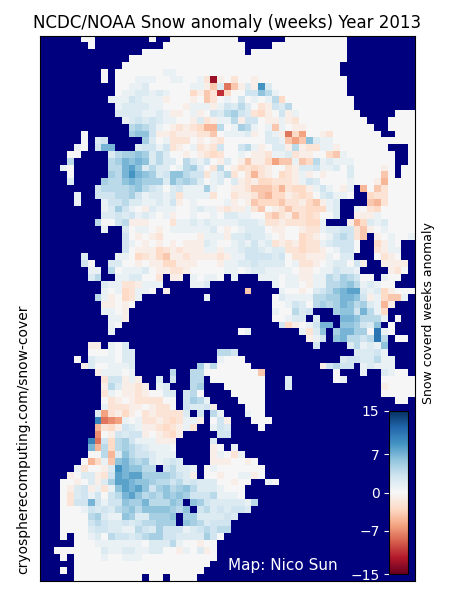 NCDC/NOAA Snow anomaly (weeks) Year 2013
cryospherecomputing.com/snow-cover
Snow coverd weeks anomaly
15
7
0
−7
−15
Map: Nico Sun